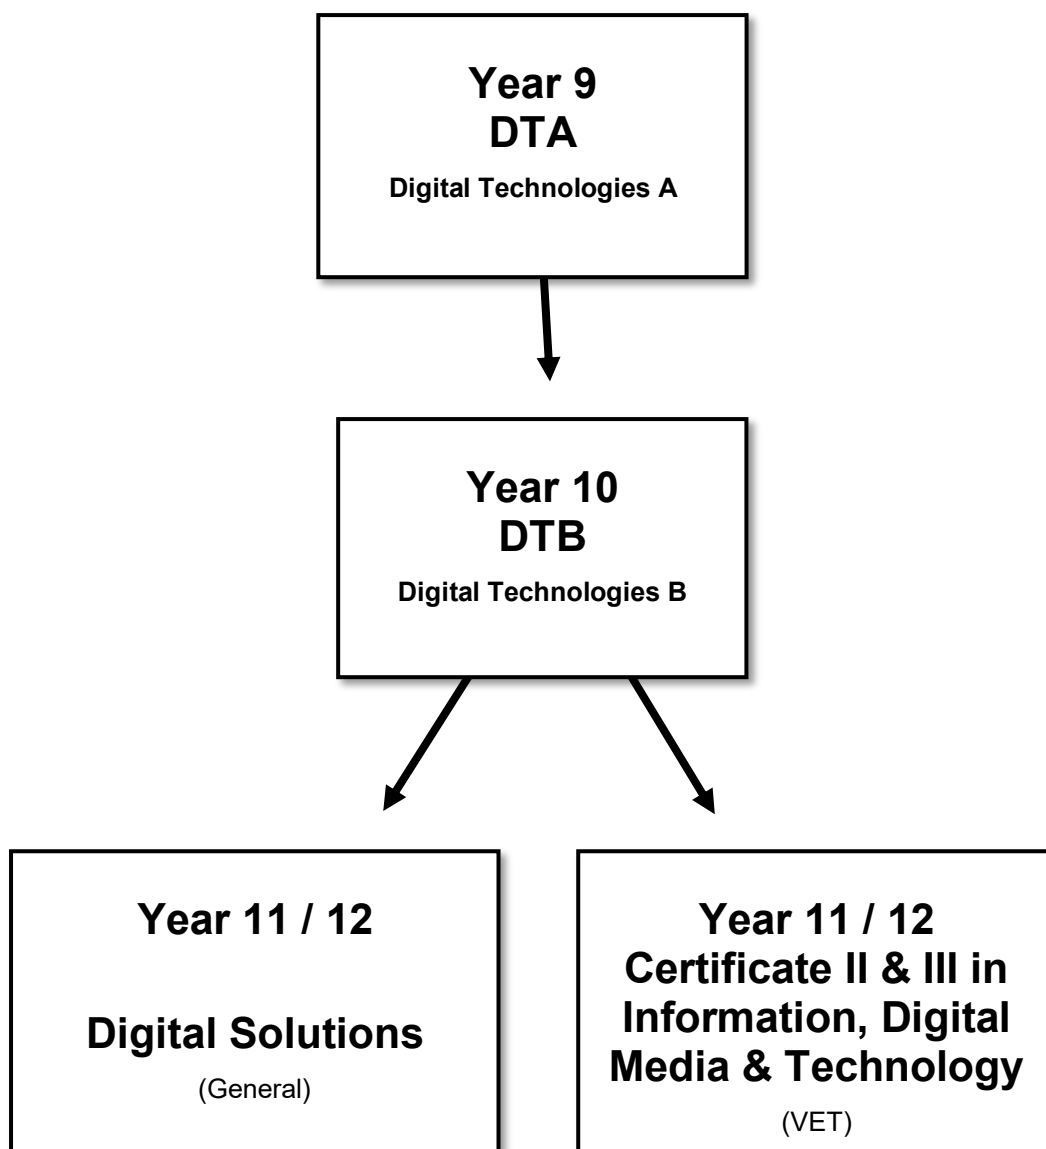 Year 9
DTA
Digital Technologies A
Year 10
DTB
Digital Technologies B
Year 11 / 12
Digital Solutions
(General)
Year 11 / 12
Certificate II & III in
Information, Digital
Media & Technology
(VET)